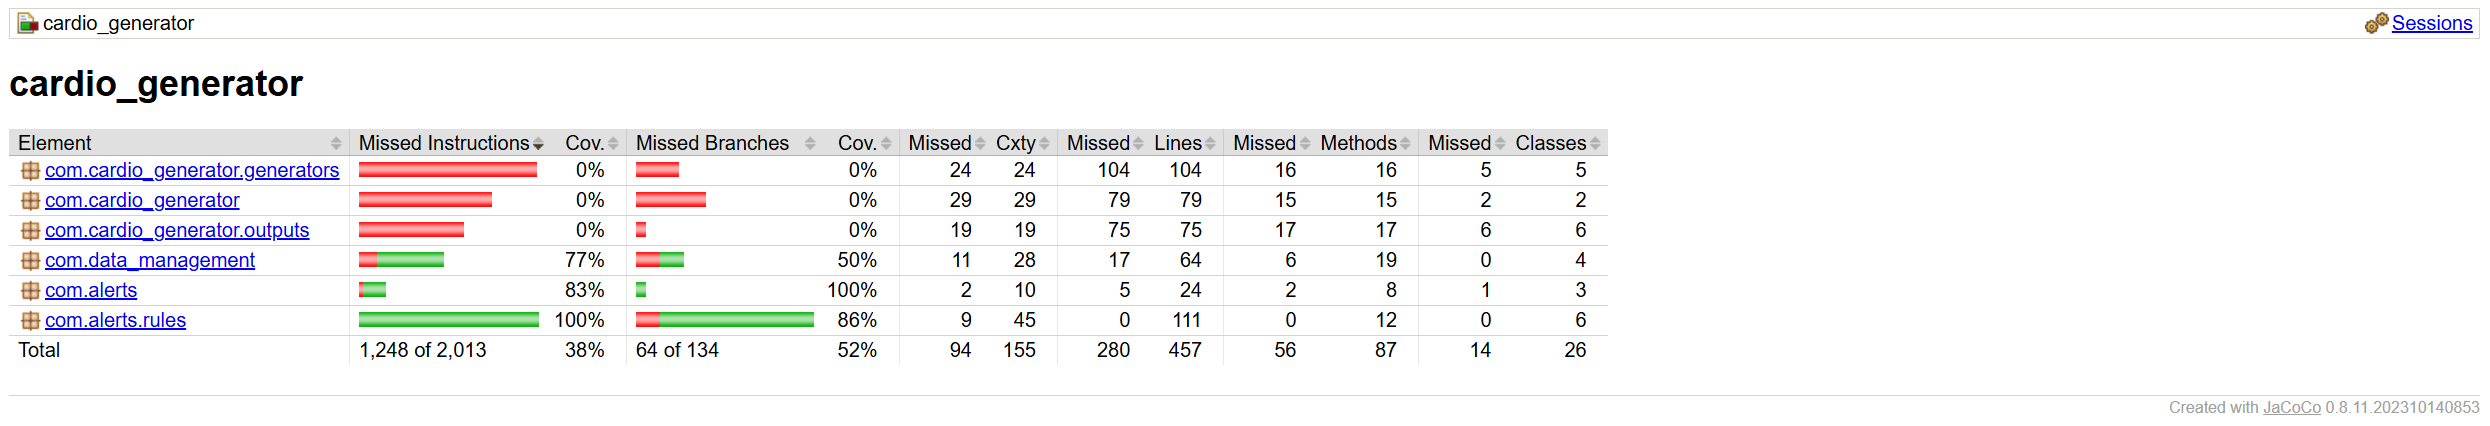 cardio_generator Sessions
cardio_generator
Element Missed Instructions Cov. Missed Branches Cov. Missed Cxty Missed Lines Missed Methods Missed Classes
com.cardio_generator.generators 0% 0% 24 24 104 104 16 16 5 5
com.cardio_generator 0% 0% 29 29 79 79 15 15 2 2
com.cardio_generator.outputs 0% 0% 19 19 75 75 17 17 6 6
com.data_management 77% 50% 11 28 17 64 6 19 0 4
com.alerts 83% 100% 2 10 5 24 2 8 1 3
com.alerts.rules 100% 86% 9 45 0 111 0 12 0 6
Total 1,248 of 2,013 38% 64 of 134 52% 94 155 280 457 56 87 14 26
Created with JaCoCo 0.8.11.202310140853